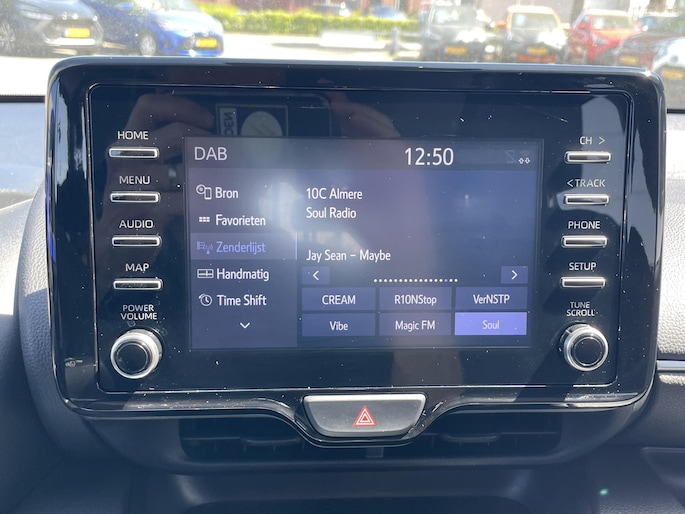 HOME
MENU
AUDIO
MAP
POWER
VOLUME
DAB
12:50
Bron
Favorieten
Zenderlijst
Handmatig
Time Shift
10C Almere
Soul Radio
Jay Sean – Maybe
<
>
CREAM
R10NStop
VerNSTP
Vibe
Magic FM
Soul
CH >
< TRACK
PHONE
SETUP
TUNE
SCROLL